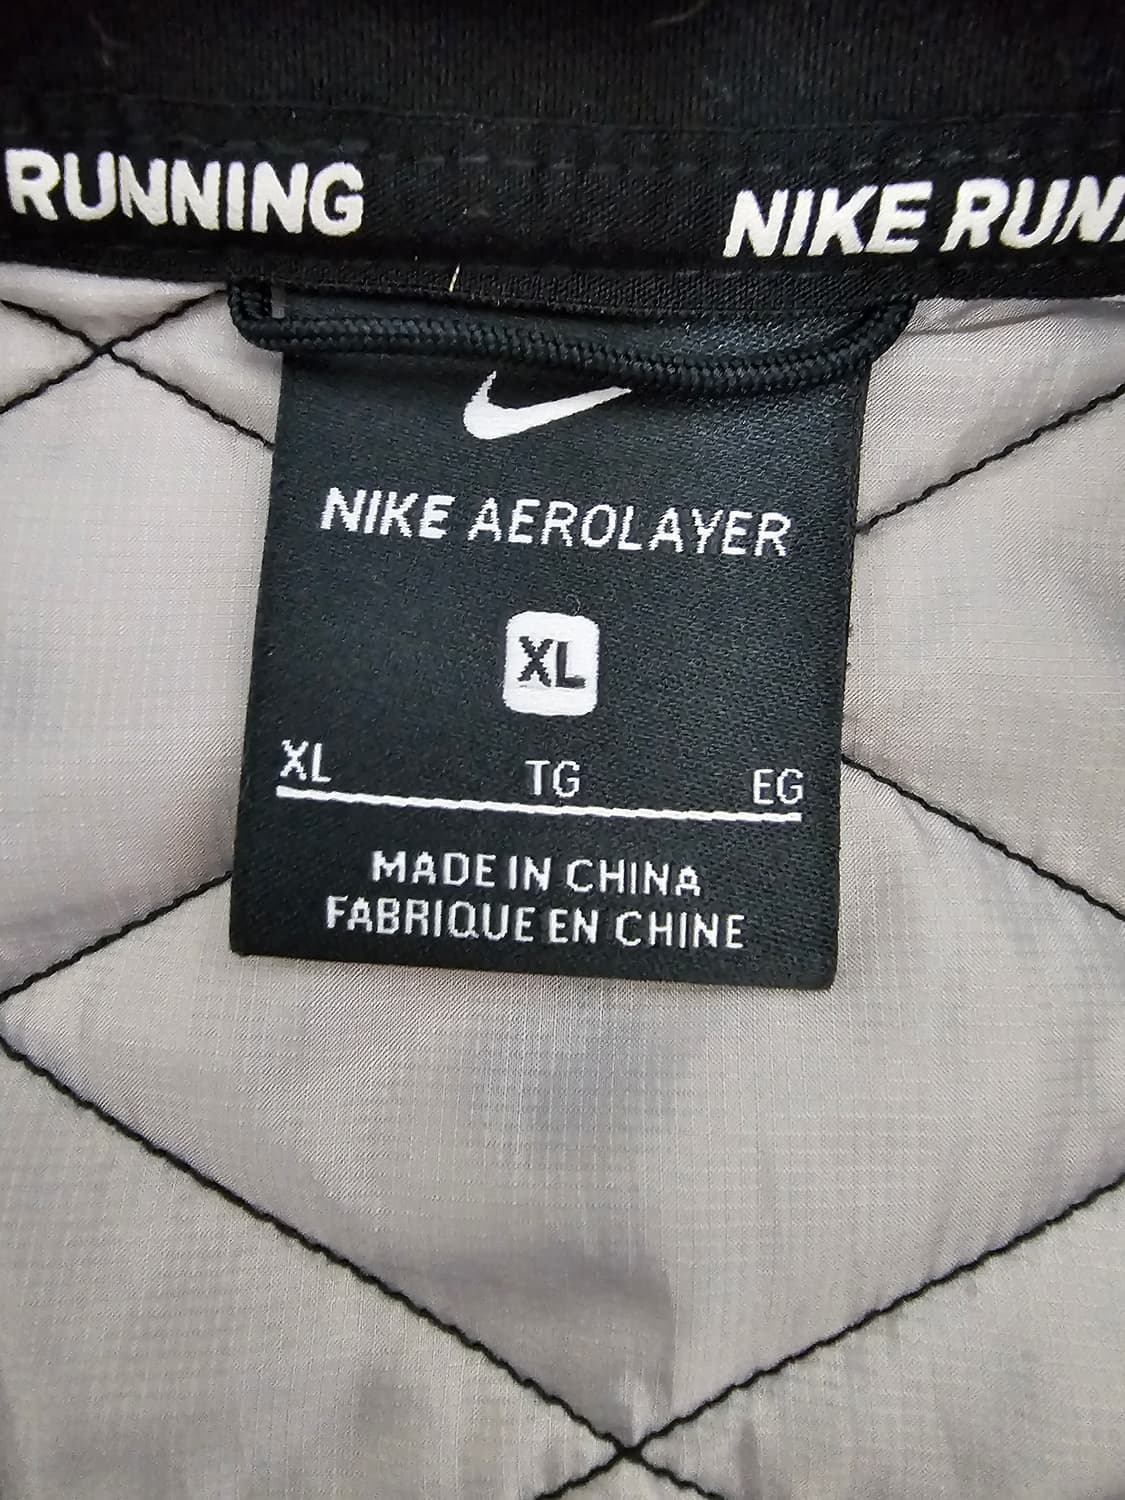 RUNNING NIKE RUN
NIKE AEROLAYER
XL
XL TG EG
MADE IN CHINA
FABRIQUE EN CHINE